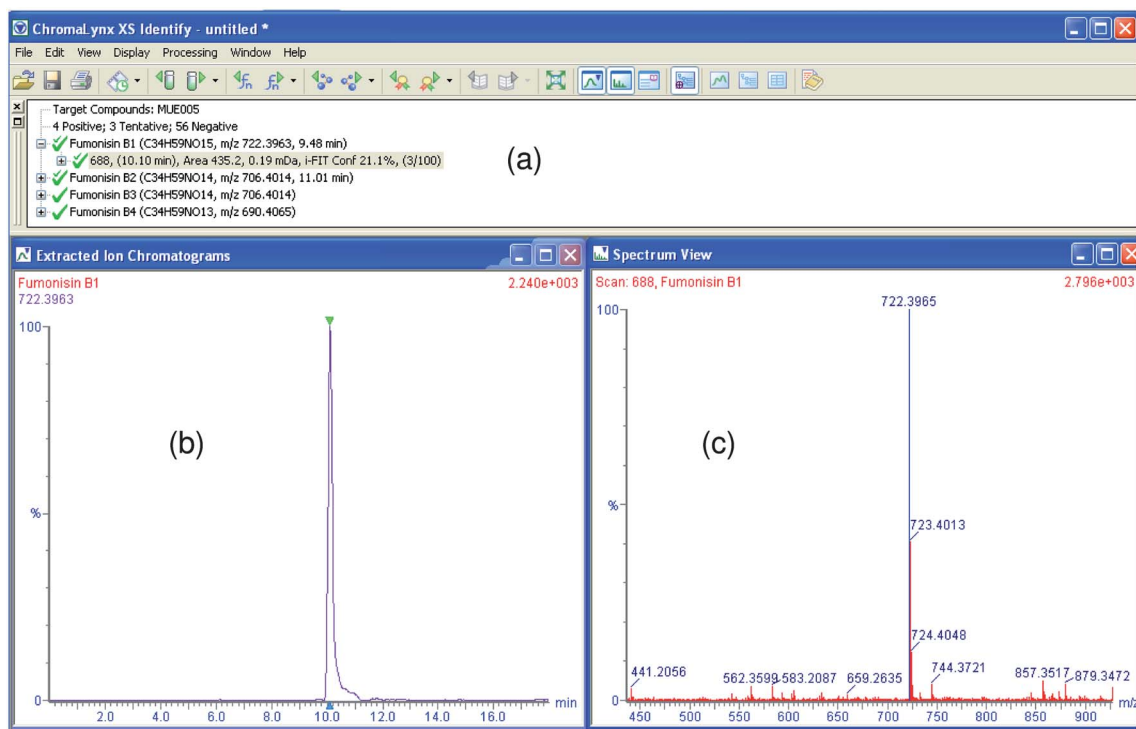 ChromaLynx XS Identify - untitled *
File Edit View Display Processing Window Help
Target Compounds: MUE005
4 Positive; 3 Tentative; 56 Negative
Fumonisin B1 (C34H59NO15, m/z 722.3963, 9.48 min)
688, (10.10 min), Area 435.2, 0.19 mDa, i-FIT Conf 21.1%, (3/100)
Fumonisin B2 (C34H59NO14, m/z 706.4014, 11.01 min)
Fumonisin B3 (C34H59NO14, m/z 706.4014)
Fumonisin B4 (C34H59NO13, m/z 690.4065)
(a)
Extracted Ion Chromatograms
Fumonisin B1
2.240e+003
722.3963
100
(b)
%
0
2.0 4.0 6.0 8.0 10.0 12.0 14.0 16.0
min
Spectrum View
Scan: 688, Fumonisin B1
2.796e+003
722.3965
100
(c)
%
723.4013
724.4048
441.2056
562.3599
583.2087
659.2635
744.3721
857.3517
879.3472
0
450 500 550 600 650 700 750 800 850 900
m/z